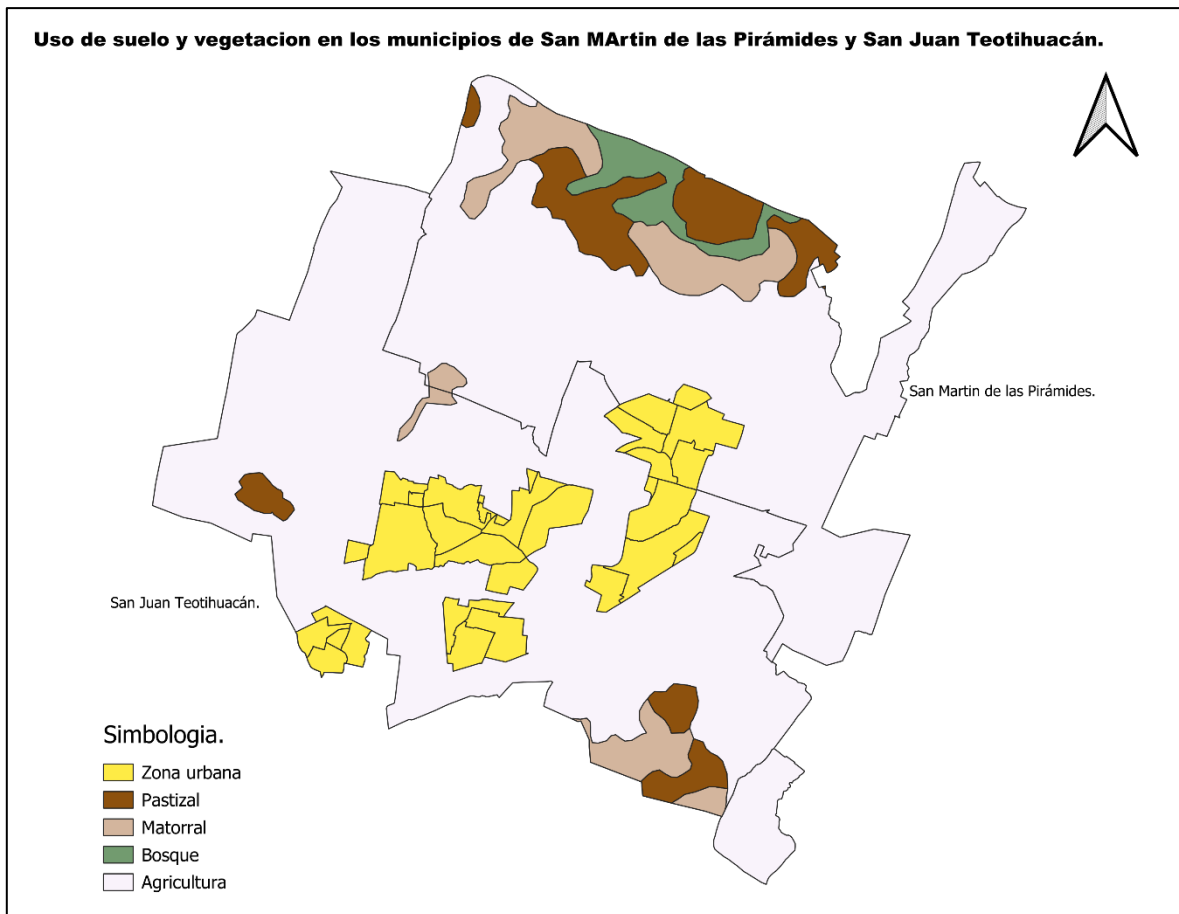 Uso de suelo y vegetacion en los municipios de San MArtin de las Pirámides y San Juan Teotihuacán.
San Martin de las Pirámides.
San Juan Teotihuacán.
Simbologia.
Zona urbana
Pastizal
Matorral
Bosque
Agricultura